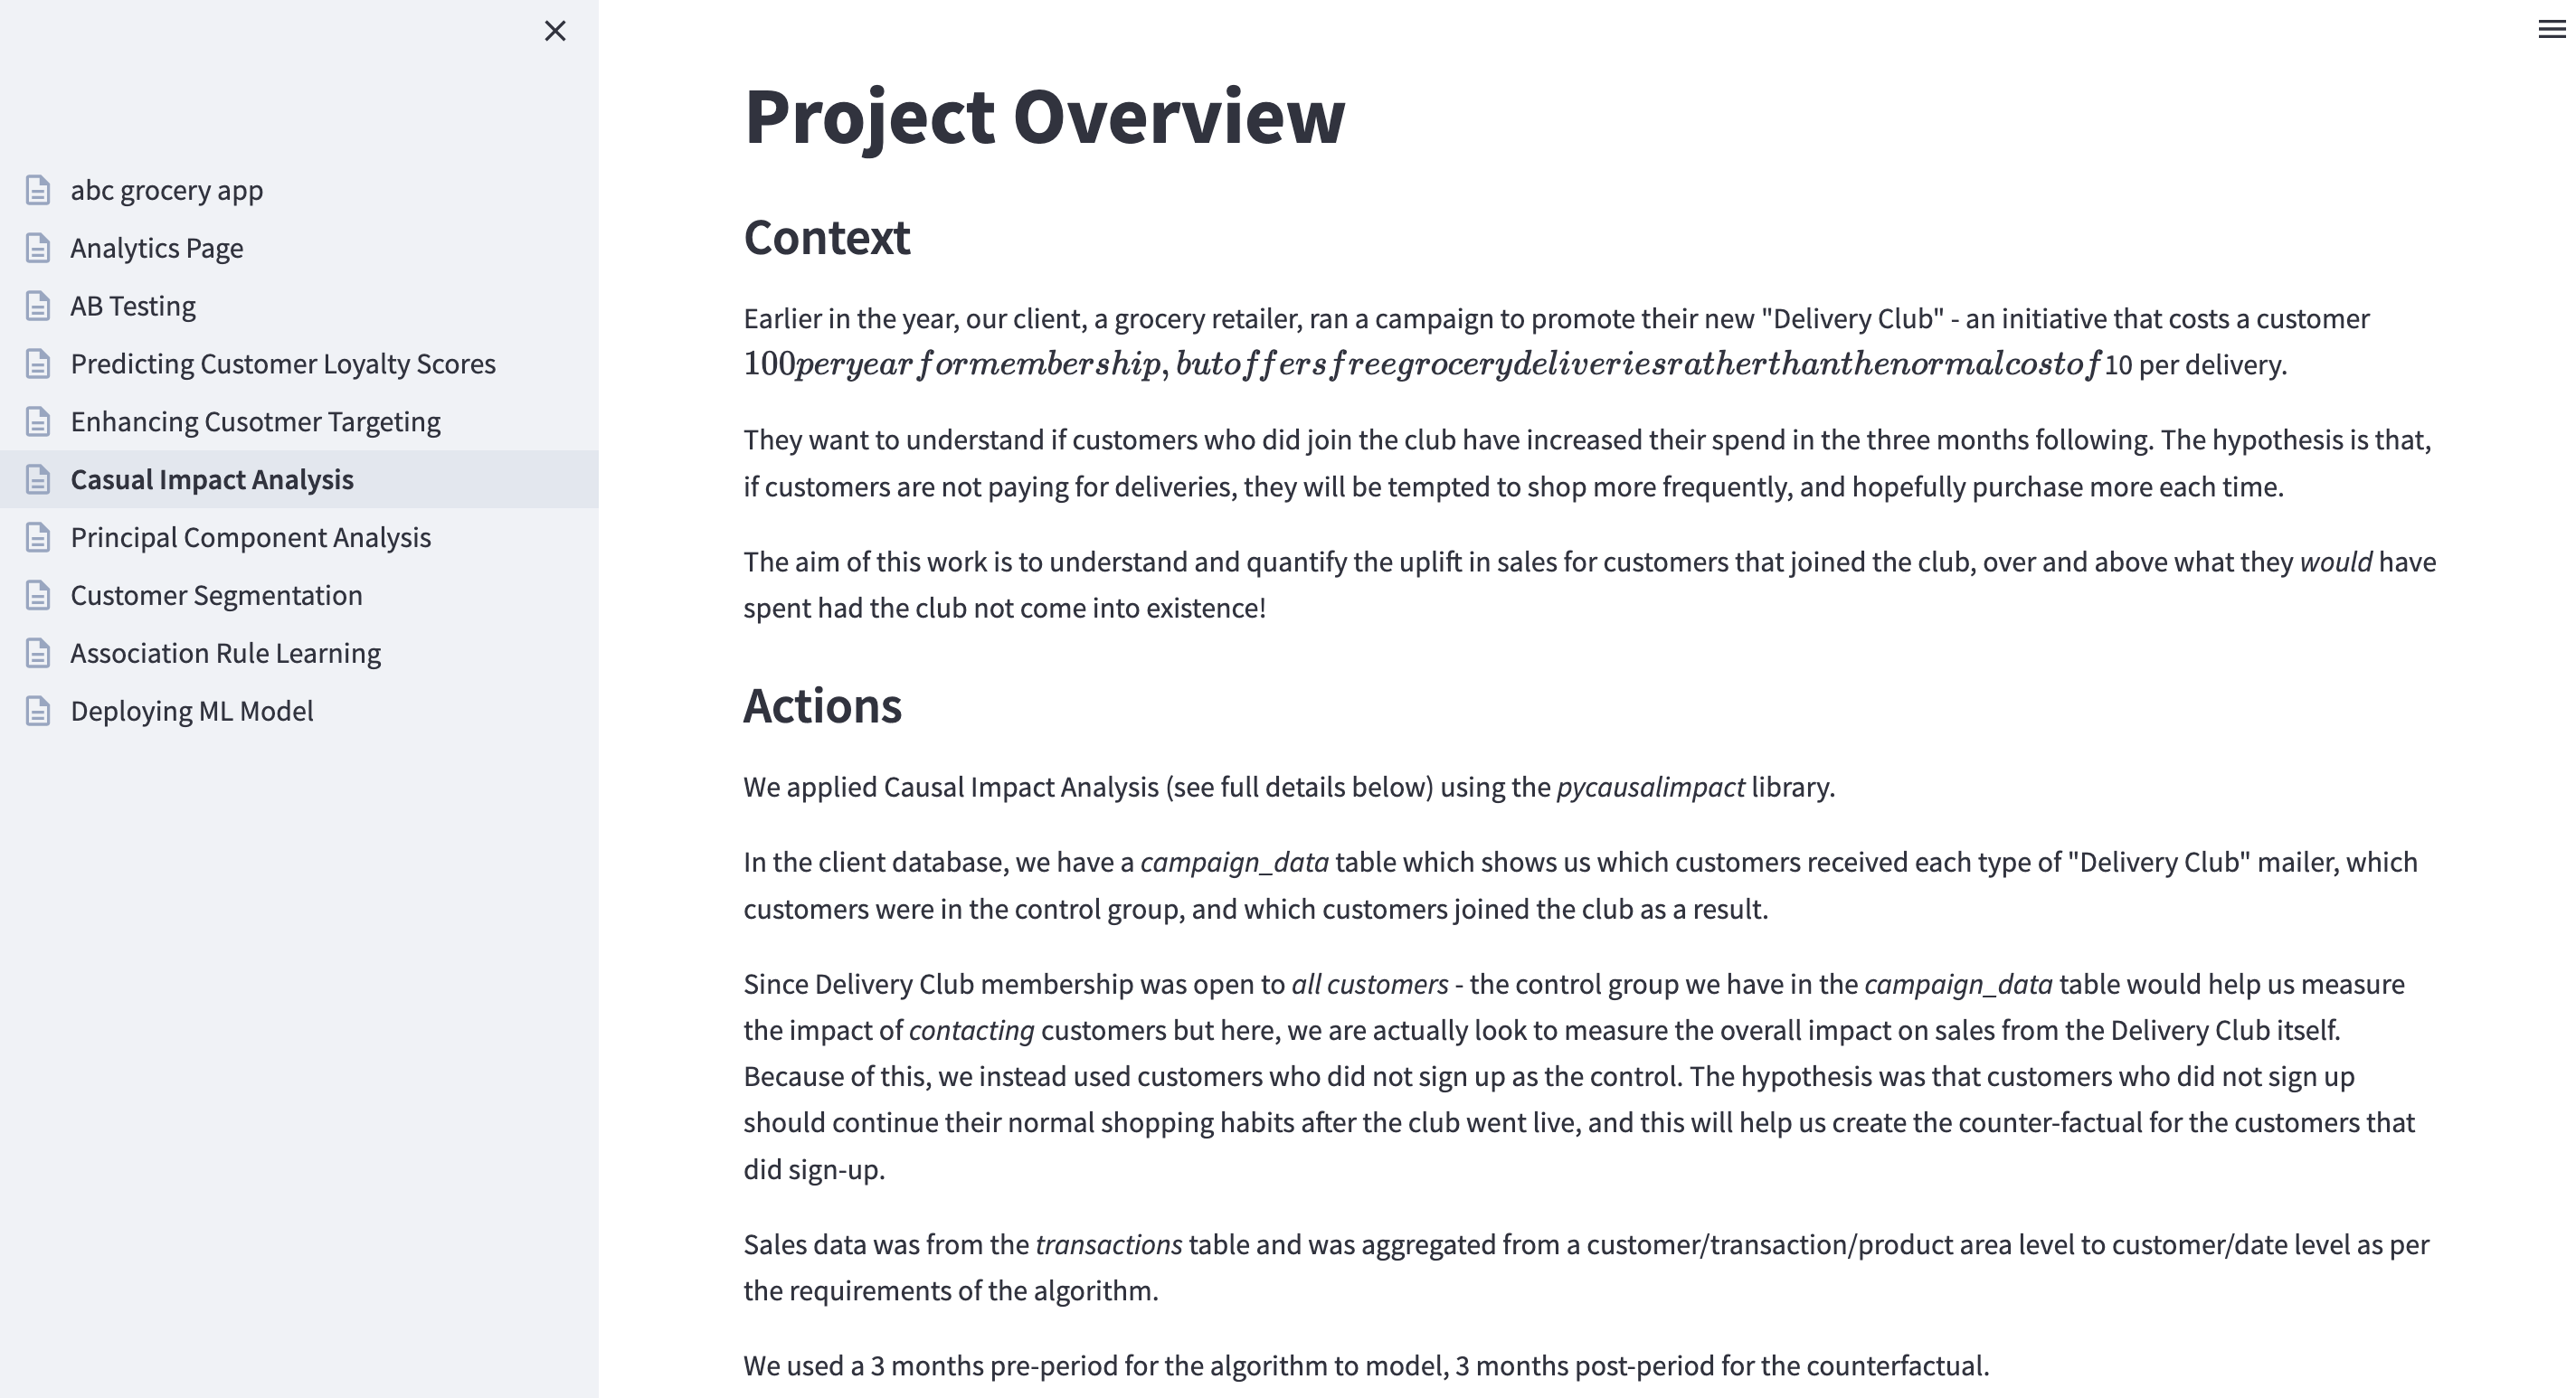 abc grocery app
Analytics Page
AB Testing
Predicting Customer Loyalty Scores
Enhancing Cusotmer Targeting
Casual Impact Analysis
Principal Component Analysis
Customer Segmentation
Association Rule Learning
Deploying ML Model
Project Overview
Context
Earlier in the year, our client, a grocery retailer, ran a campaign to promote their new "Delivery Club" - an initiative that costs a customer
100peryearformembership,butoffersfreegrocerydeliveriesratherthanthenormalcostof10 per delivery.
They want to understand if customers who did join the club have increased their spend in the three months following. The hypothesis is that,
if customers are not paying for deliveries, they will be tempted to shop more frequently, and hopefully purchase more each time.
The aim of this work is to understand and quantify the uplift in sales for customers that joined the club, over and above what they would have
spent had the club not come into existence!
Actions
We applied Causal Impact Analysis (see full details below) using the pycausalimpact library.
In the client database, we have a campaign_data table which shows us which customers received each type of "Delivery Club" mailer, which
customers were in the control group, and which customers joined the club as a result.
Since Delivery Club membership was open to all customers - the control group we have in the campaign_data table would help us measure
the impact of contacting customers but here, we are actually look to measure the overall impact on sales from the Delivery Club itself.
Because of this, we instead used customers who did not sign up as the control. The hypothesis was that customers who did not sign up
should continue their normal shopping habits after the club went live, and this will help us create the counter-factual for the customers that
did sign-up.
Sales data was from the transactions table and was aggregated from a customer/transaction/product area level to customer/date level as per
the requirements of the algorithm.
We used a 3 months pre-period for the algorithm to model, 3 months post-period for the counterfactual.